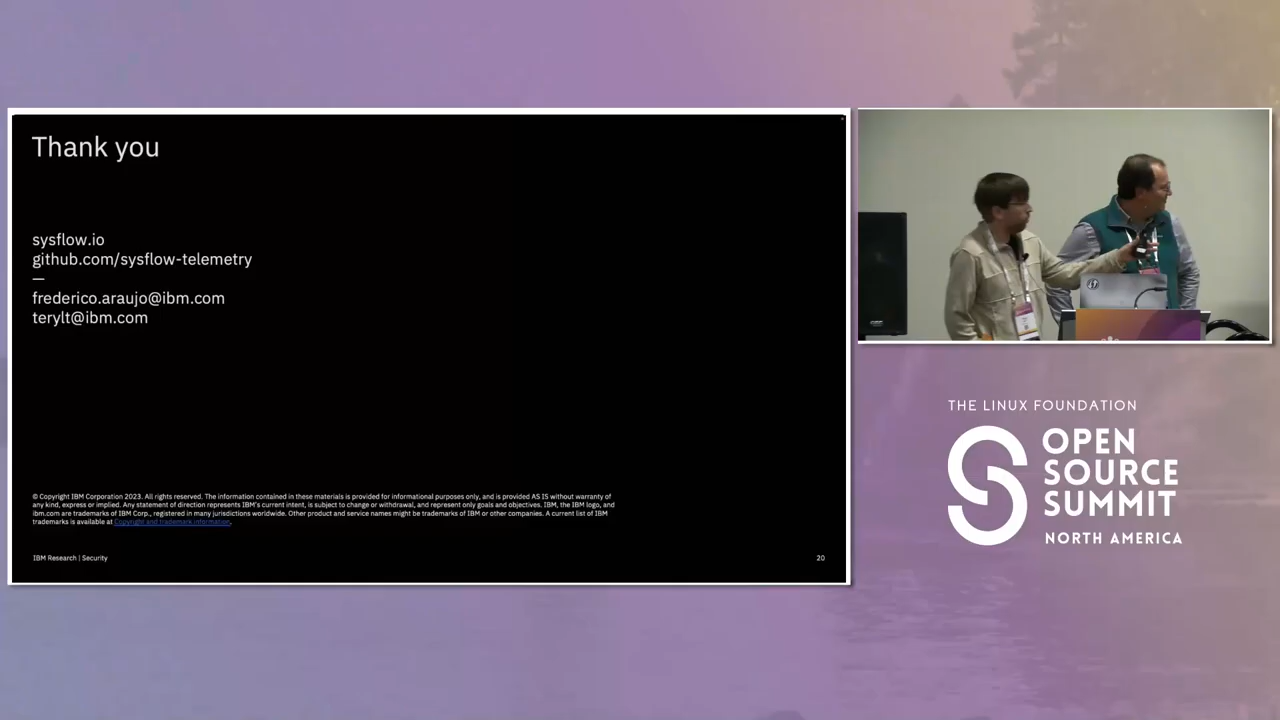 Thank you
sysflow.io
github.com/sysflow-telemetry
—
frederico.araujo@ibm.com
terylt@ibm.com
© Copyright IBM Corporation 2023. All rights reserved. The information contained in these materials is provided for informational purposes only, and is provided AS IS without warranty of
any kind, express or implied. Any statement of direction represents IBM's current intent, is subject to change or withdrawal, and represent only goals and objectives. IBM, the IBM logo, and
ibm.com are trademarks of IBM Corp., registered in many jurisdictions worldwide. Other product and service names might be trademarks of IBM or other companies. A current list of IBM
trademarks is available at Copyright and trademark information.
IBM Research | Security
20
THE LINUX FOUNDATION
OPEN
SOURCE
SUMMIT
NORTH AMERICA